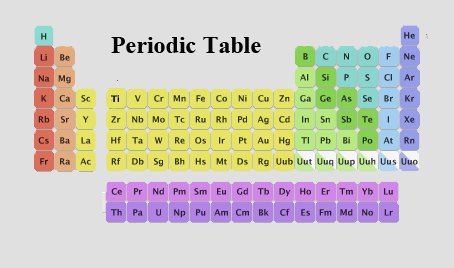 H He
Periodic Table
Li Be B C N O F Ne
Na Mg Al Si P S Cl Ar
K Ca Sc Ti V Cr Mn Fe Co Ni Cu Zn Ga Ge As Se Br Kr
Rb Sr Y Zr Nb Mo Tc Ru Rh Pd Ag Cd In Sn Sb Te I Xe
Cs Ba La Hf Ta W Re Os Ir Pt Au Hg Tl Pb Bi Po At Rn
Fr Ra Ac Rf Db Sg Bh Hs Mt Ds Rg Uub Uut Uuq Uup Uuh Uus Uuo
Ce Pr Nd Pm Sm Eu Gd Tb Dy Ho Er Tm Yb Lu
Th Pa U Np Pu Am Cm Bk Cf Es Fm Md No Lr